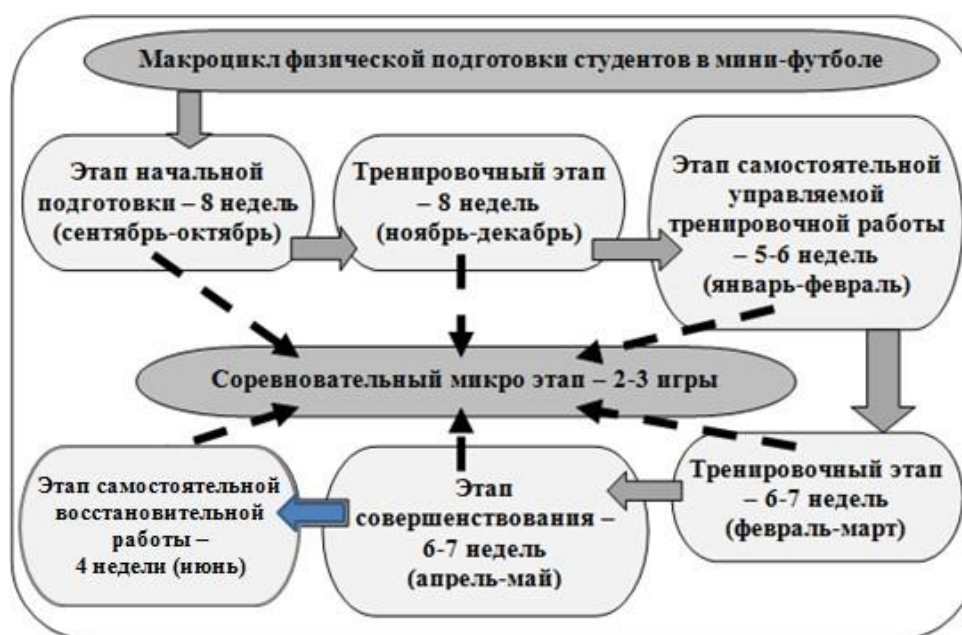 Макроцикл физической подготовки студентов в мини-футболе
Этап начальной
подготовки – 8 недель
(сентябрь-октябрь)
Тренировочный этап
– 8 недель
(ноябрь-декабрь)
Этап самостоятельной
управляемой
тренировочной работы
– 5-6 недель
(январь-февраль)
Соревновательный микро этап – 2-3 игры
Тренировочный этап
– 6-7 недель
(февраль-март)
Этап
совершенствования –
6-7 недель
(апрель-май)
Этап самостоятельной
восстановительной
работы –
4 недели (июнь)